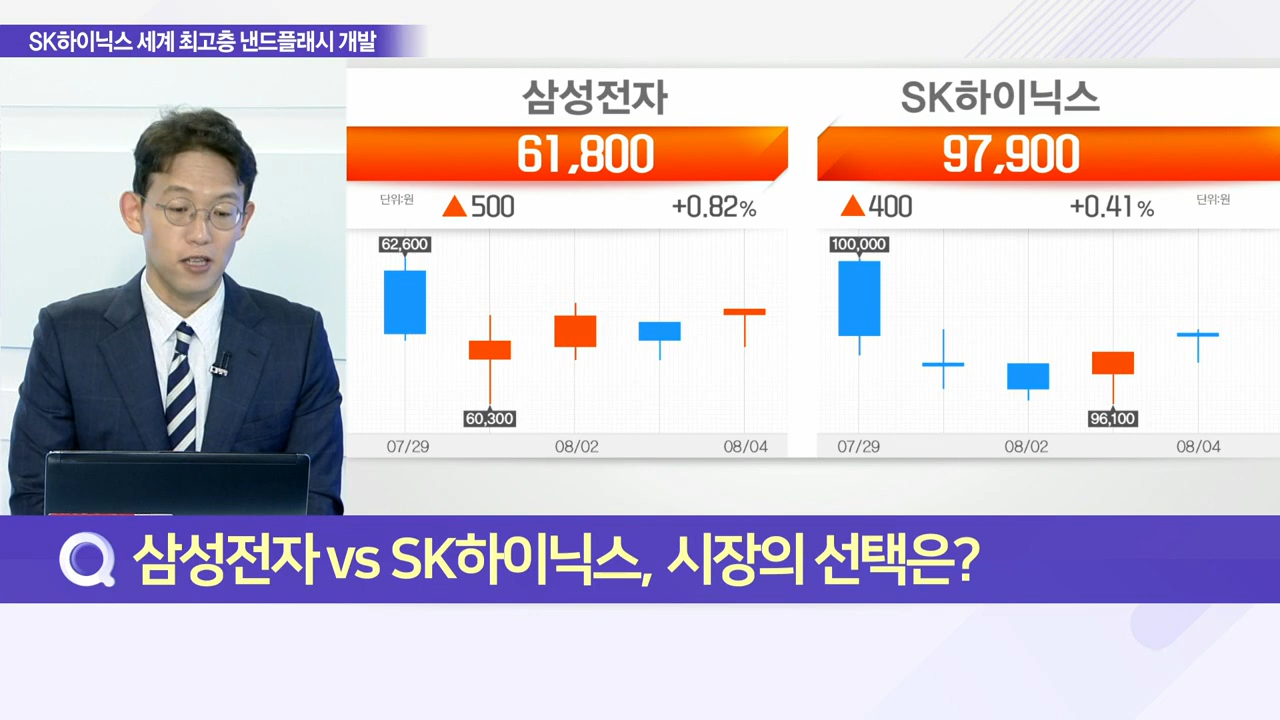 SK하이닉스 세계 최고층 낸드플래시 개발
삼성전자
61,800
단위:원 ▲500 +0.82%
62,600
60,300
07/29 08/02 08/04
SK하이닉스
97,900
▲400 +0.41% 단위:원
100,000
96,100
07/29 08/02 08/04
Q 삼성전자 vs SK하이닉스, 시장의 선택은?